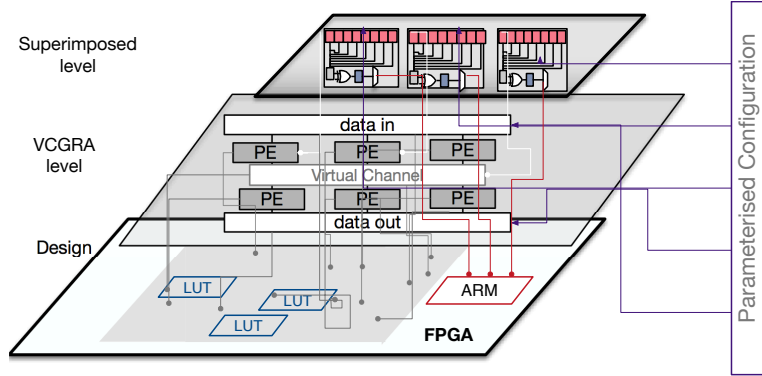 Superimposed
level
data in
PE PE PE
VCGRA
level
Virtual Channel
PE PE PE
data out
Design
LUT
LUT
ARM
LUT
FPGA
Parameterised Configuration